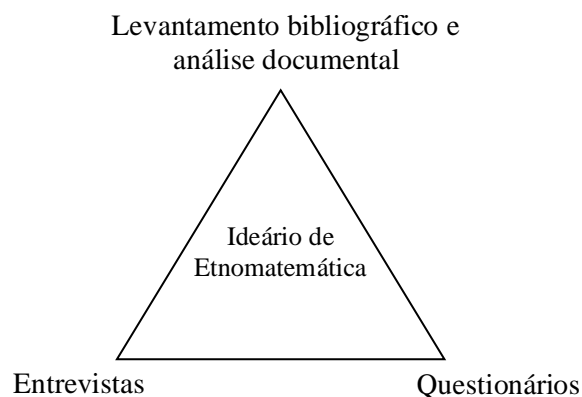 Levantamento bibliográfico e
análise documental
Ideário de
Etnomatemática
Entrevistas
Questionários